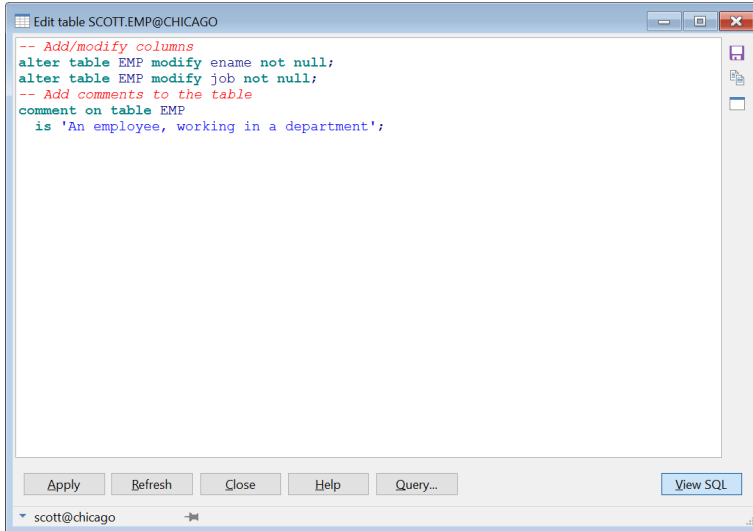 Edit table SCOTT.EMP@CHICAGO
-- Add/modify columns
alter table EMP modify ename not null;
alter table EMP modify job not null;
-- Add comments to the table
comment on table EMP
  is 'An employee, working in a department';
Apply Refresh Close Help Query... View SQL
scott@chicago